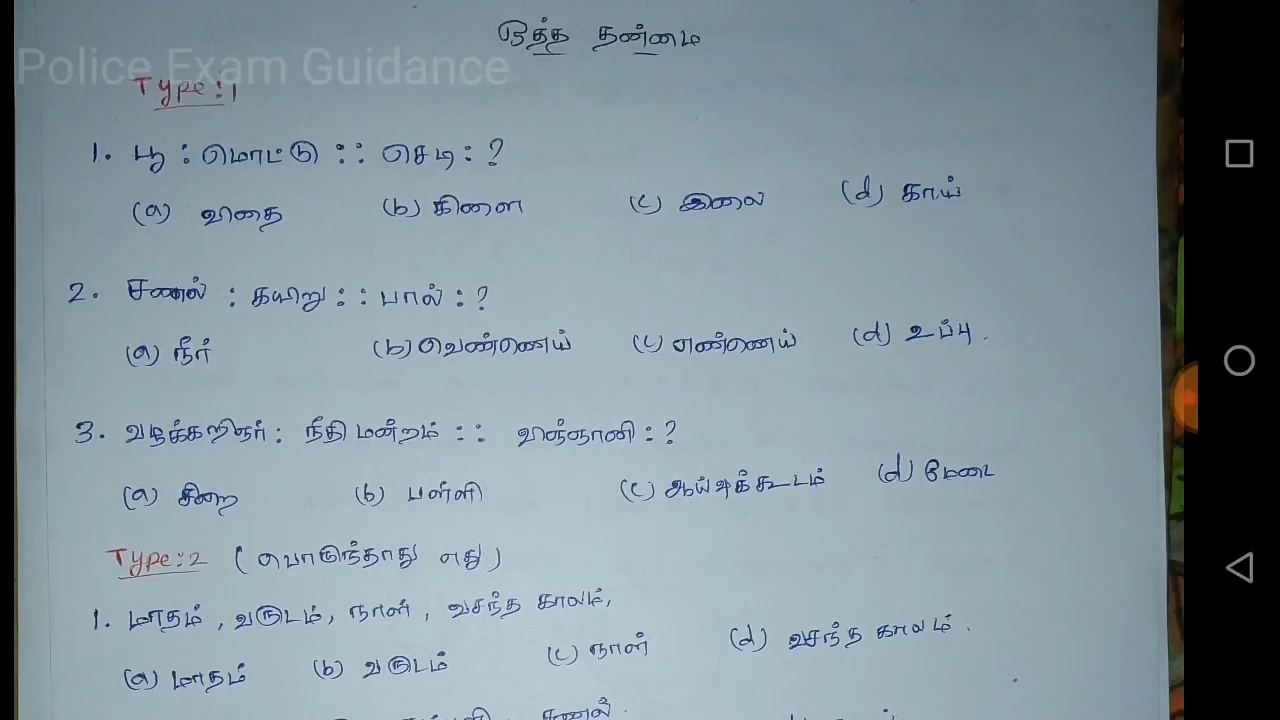 ஒத்த தன்மை
Police Exam Guidance
Type: 1
1. பூ : மொட்டு :: செடி : ?
(a) விதை (b) கிளை (c) இலை (d) காய்
2. சணல் : கயிறு :: பால் : ?
(a) நீர் (b) வெண்ணெய் (c) எண்ணெய் (d) உப்பு.
3. வழக்கறிஞர் : நீதிமன்றம் :: விஞ்ஞானி : ?
(a) சிறை (b) பள்ளி (c) ஆய்வுக்கூடம் (d) மேடை
Type: 2 (பொருந்தாது எது)
1. மாதம், வருடம், நாள், வசந்த காலம்,
(a) மாதம் (b) வருடம் (c) நாள் (d) வசந்த காலம்.